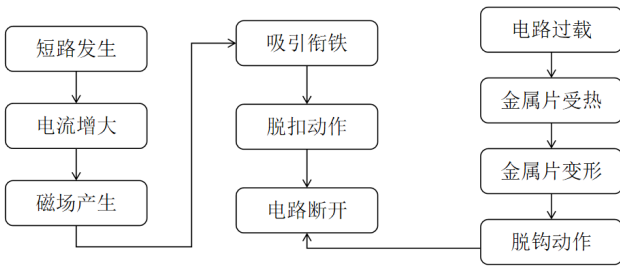 短路发生
电流增大
磁场产生
吸引衔铁
脱扣动作
电路断开
电路过载
金属片受热
金属片变形
脱钩动作